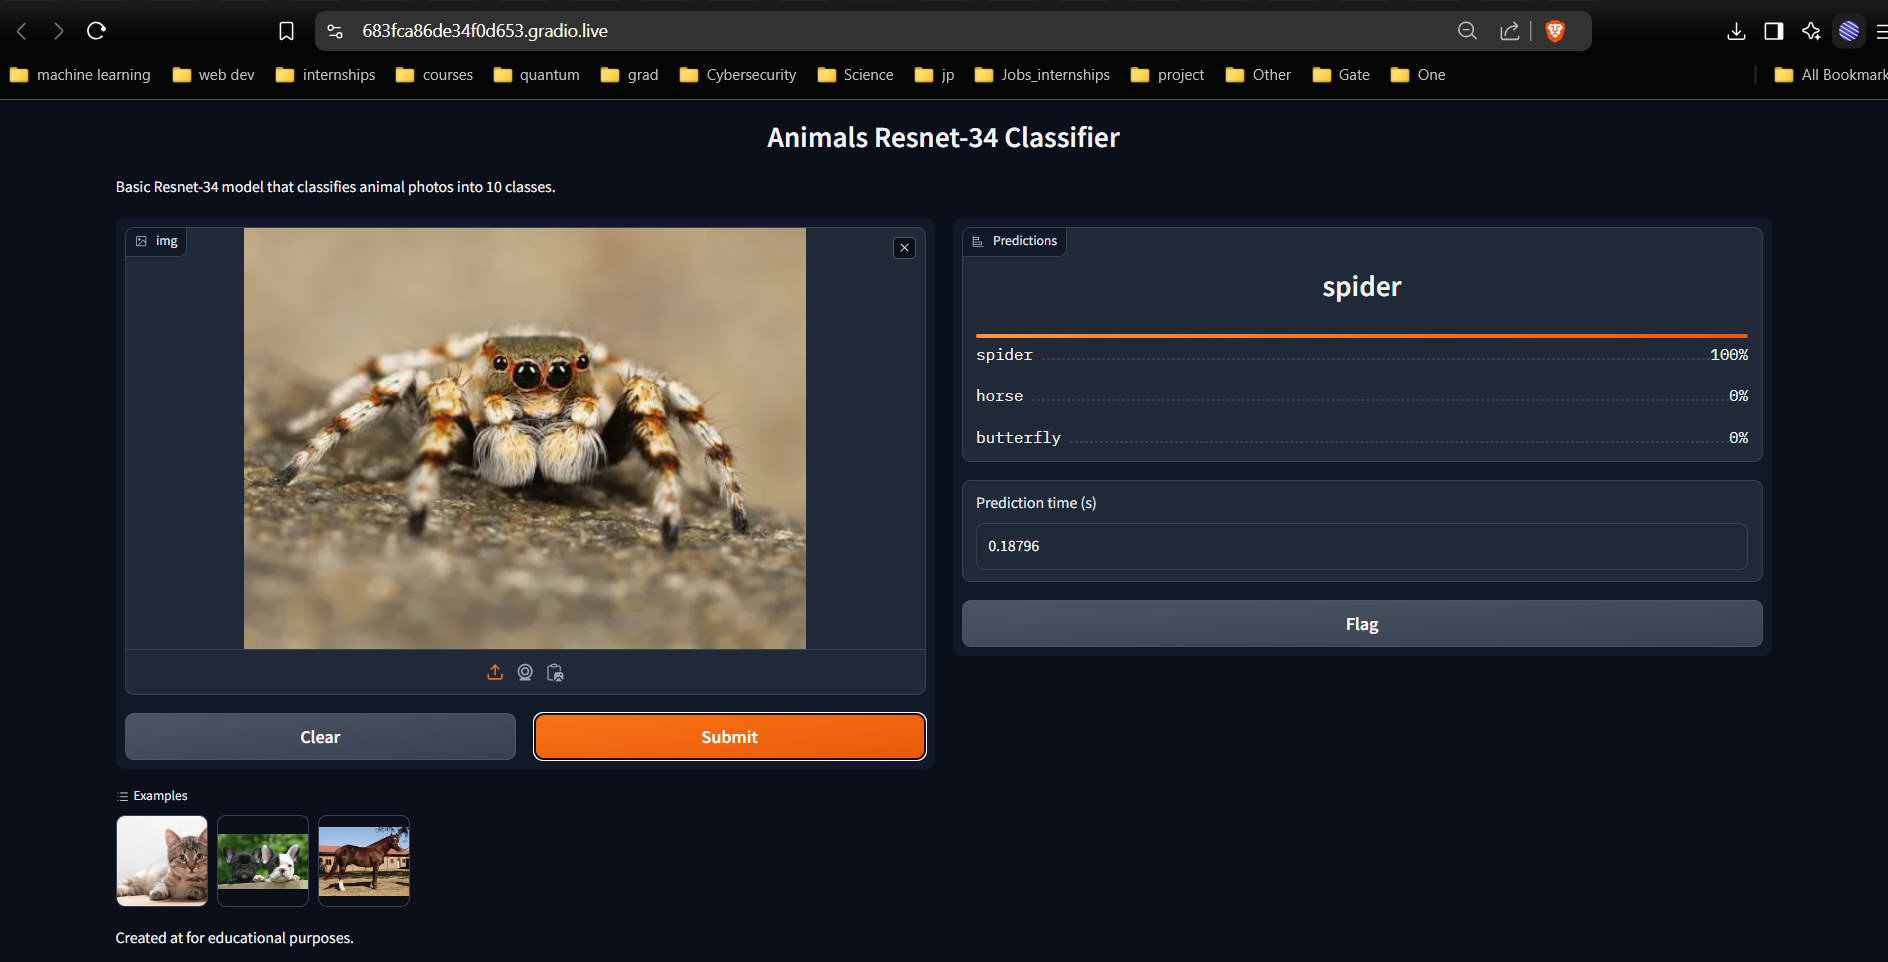 683fca86de34f0d653.gradio.live
machine learning web dev internships courses quantum grad Cybersecurity Science jp Jobs_internships project Other Gate One All Bookmark
Animals Resnet-34 Classifier
Basic Resnet-34 model that classifies animal photos into 10 classes.
img
Predictions
spider
spider 100%
horse 0%
butterfly 0%
Prediction time (s)
0.18796
Flag
Clear Submit
Examples
Created at for educational purposes.